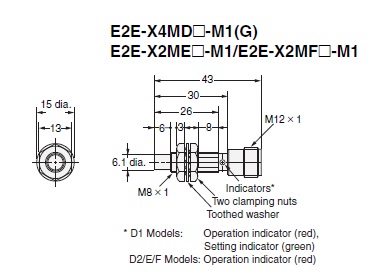 E2E-X4MD□-M1(G)
E2E-X2ME□-M1/E2E-X2MF□-M1
43
30
26
15 dia.
13
6
3
8
M12 × 1
6.1 dia.
M8 × 1
Indicators*
Two clamping nuts
Toothed washer
* D1 Models: Operation indicator (red),
Setting indicator (green)
D2/E/F Models: Operation indicator (red)